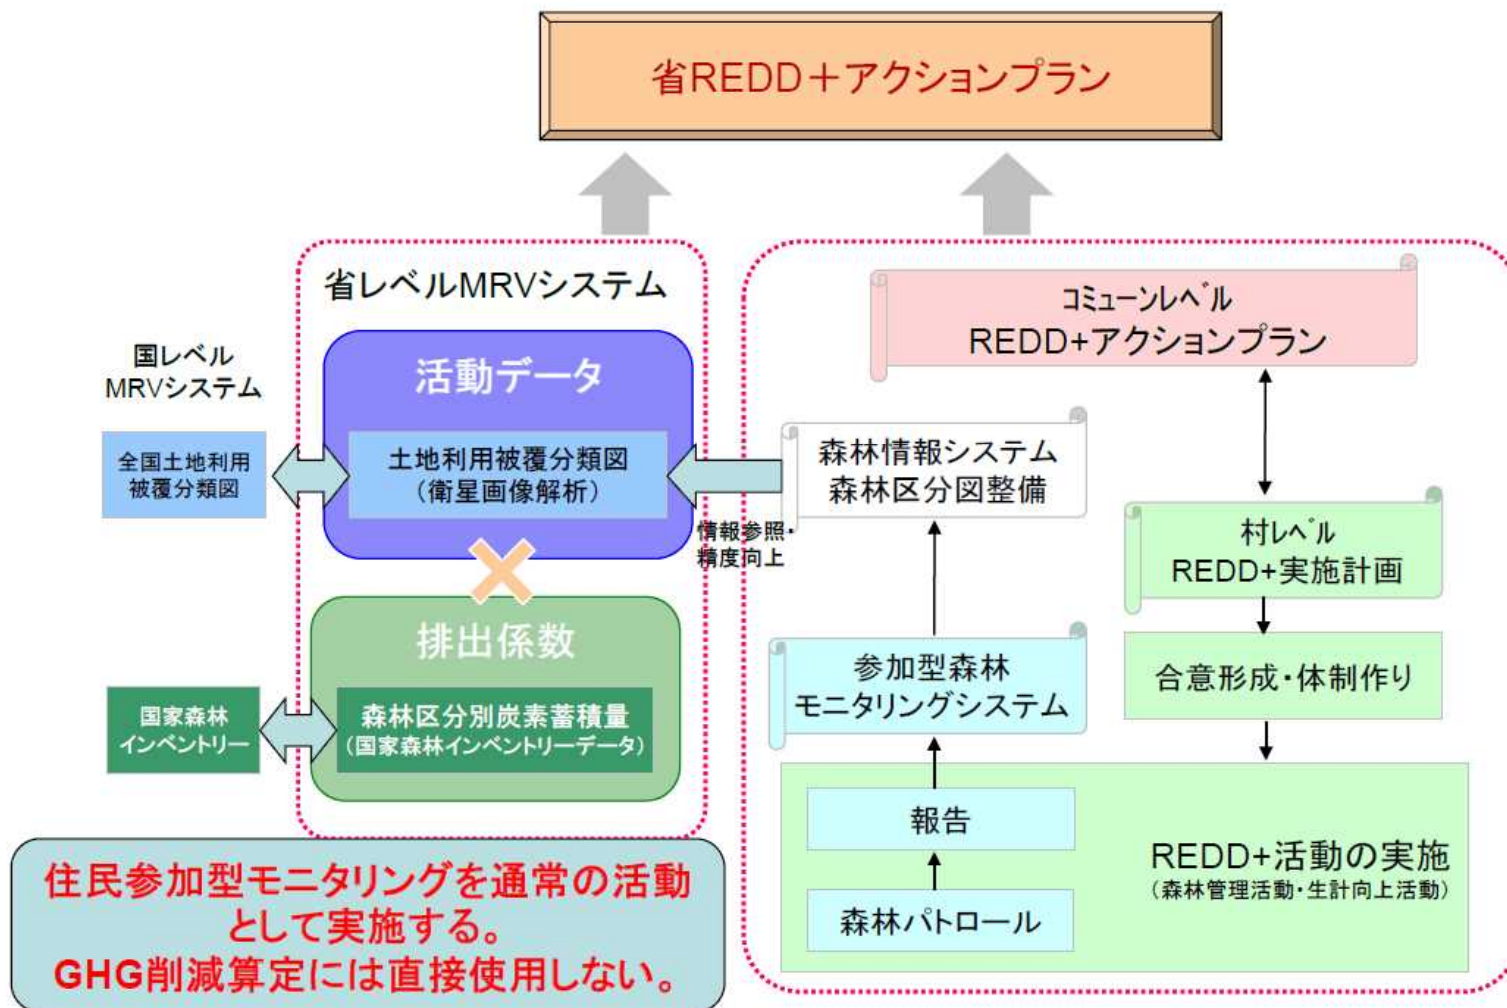 省REDD＋アクションプラン
省レベルMRVシステム
国レベル
MRVシステム
活動データ
全国土地利用
被覆分類図
土地利用被覆分類図
（衛星画像解析）
排出係数
国家森林
インベントリー
森林区分別炭素蓄積量
（国家森林インベントリーデータ）
情報参照・
精度向上
コミューンレベル
REDD+アクションプラン
森林情報システム
森林区分図整備
村レベル
REDD+実施計画
参加型森林
モニタリングシステム
合意形成・体制作り
報告
森林パトロール
REDD+活動の実施
（森林管理活動・生計向上活動）
住民参加型モニタリングを通常の活動
として実施する。
GHG削減算定には直接使用しない。